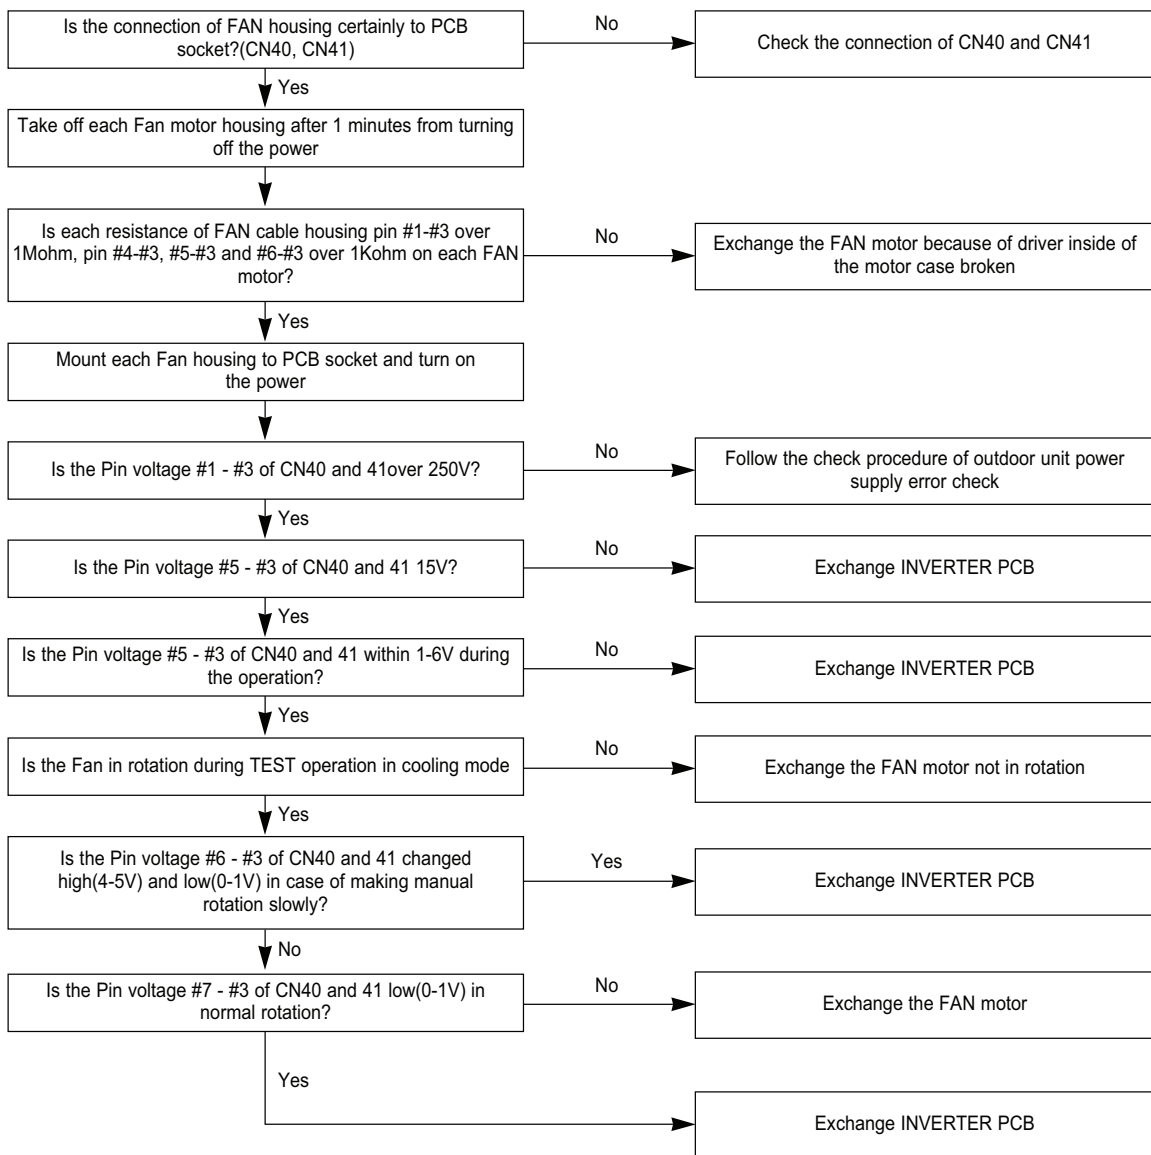 Is the connection of FAN housing certainly to PCB
socket?(CN40, CN41)
No
Check the connection of CN40 and CN41
Yes
Take off each Fan motor housing after 1 minutes from turning
off the power
Is each resistance of FAN cable housing pin #1-#3 over
1Mohm, pin #4-#3, #5-#3 and #6-#3 over 1Kohm on each FAN
motor?
No
Exchange the FAN motor because of driver inside of
the motor case broken
Yes
Mount each Fan housing to PCB socket and turn on
the power
Is the Pin voltage #1 - #3 of CN40 and 41over 250V?
No
Follow the check procedure of outdoor unit power
supply error check
Yes
Is the Pin voltage #5 - #3 of CN40 and 41 15V?
No
Exchange INVERTER PCB
Yes
Is the Pin voltage #5 - #3 of CN40 and 41 within 1-6V during
the operation?
No
Exchange INVERTER PCB
Yes
Is the Fan in rotation during TEST operation in cooling mode
No
Exchange the FAN motor not in rotation
Yes
Is the Pin voltage #6 - #3 of CN40 and 41 changed
high(4-5V) and low(0-1V) in case of making manual
rotation slowly?
Yes
Exchange INVERTER PCB
No
Is the Pin voltage #7 - #3 of CN40 and 41 low(0-1V) in
normal rotation?
No
Exchange the FAN motor
Yes
Exchange INVERTER PCB